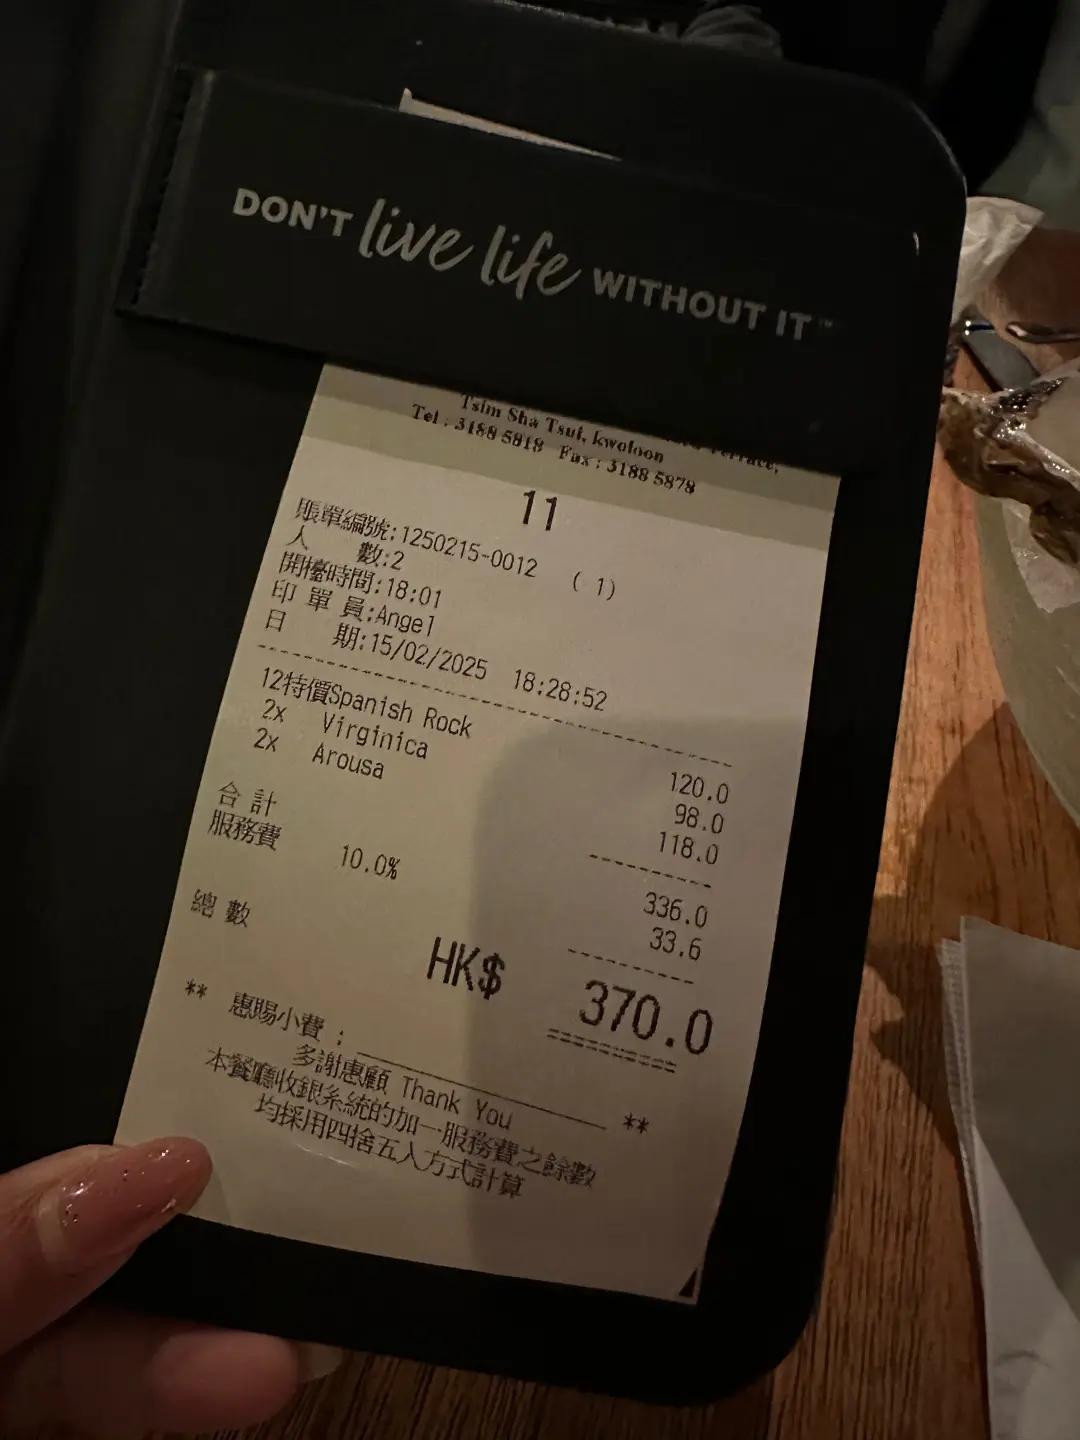 DON'T live life WITHOUT IT™
Terrace,
Tsim Sha Tsui, kwoloon
Tel : 3188 5818 Fax : 3188 5878
11
賬單編號:1250215-0012 ( 1)
人 數:2
開檯時間:18:01
印 單 員:Angel
日 期:15/02/2025 18:28:52
12特價Spanish Rock 120.0
2x Virginica 98.0
2x Arousa 118.0
合 計 336.0
服務費 10.0% 33.6
總 數 HK$ 370.0
** 惠賜小費 : **
多謝惠顧 Thank You
本餐廳收銀系統的加一服務費之餘數
均採用四捨五入方式計算